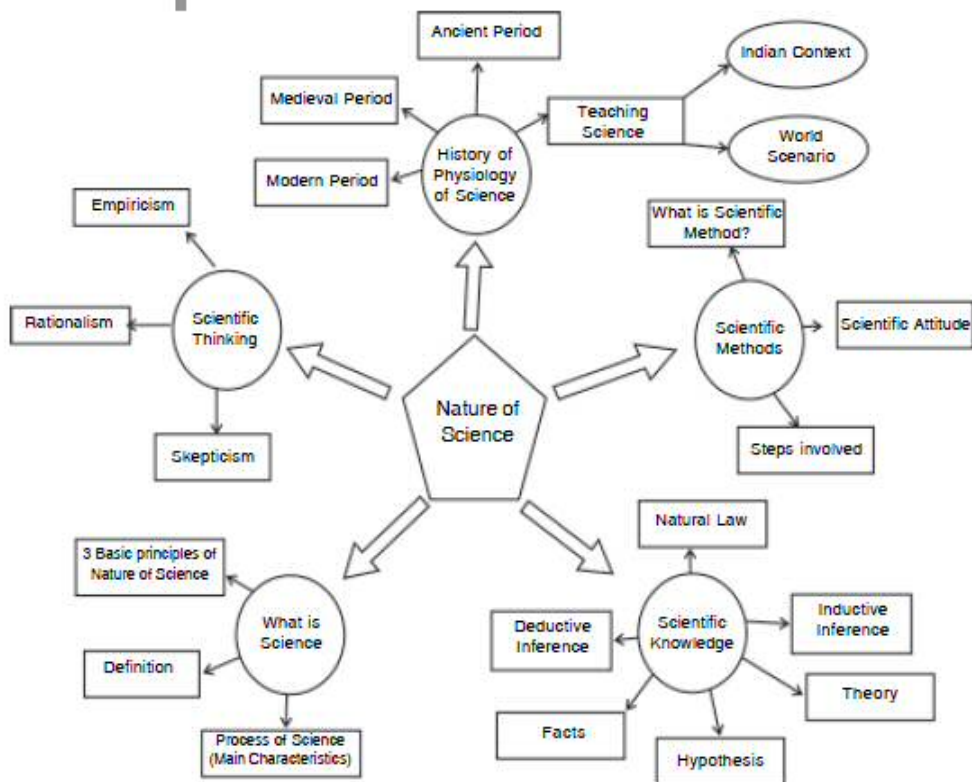 Ancient Period
Indian Context
Medieval Period
Teaching
Science
World
Scenario
History of
Physiology
of Science
Modern Period
Empiricism
What is Scientific
Method?
Rationalism
Scientific
Thinking
Scientific
Methods
Scientific Attitude
Nature of
Science
Skepticism
Steps involved
Natural Law
3 Basic principles of
Nature of Science
What is
Science
Deductive
Inference
Scientific
Knowledge
Inductive
Inference
Definition
Theory
Process of Science
(Main Characteristics)
Facts
Hypothesis